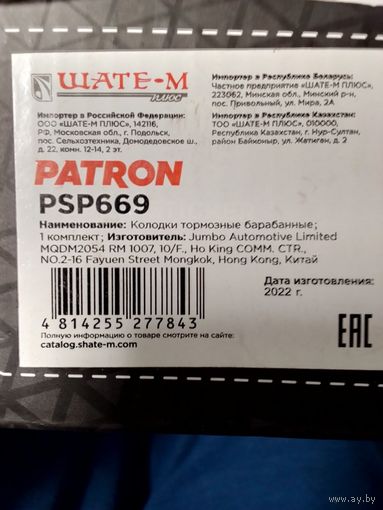 ШАТЕ-М
ПЛЮС
Импортер в Российской Федерации:
ООО «ШАТЕ-М ПЛЮС», 142116,
РФ, Московская обл., г. Подольск,
пос. Сельхозтехника, Домодедовское ш.,
д. 22, комн. 12-14, 2 эт.
Импортер в Республике Беларусь:
Частное предприятие «ШАТЕ-М ПЛЮС»,
223062, Минская обл., Минский р-н,
пос. Привольный, ул. Мира, 2А
Импортер в Республике Казахстан:
ТОО «ШАТЕ-М ПЛЮС», 010000,
Республика Казахстан, г. Нур-Султан,
район Байконыр, ул. Жатиган, д. 2
PATRON
PSP669
Наименование: Колодки тормозные барабанные;
1 комплект; Изготовитель: Jumbo Automotive Limited
MQDM2054 RM 1007, 10/F., Ho King COMM. CTR.,
NO.2-16 Fayuen Street Mongkok, Hong Kong, Китай
Дата изготовления:
2022 г.
4 814255 277843
Полную информацию о товаре смотрите на сайте:
catalog.shate-m.com
EAC
av.by